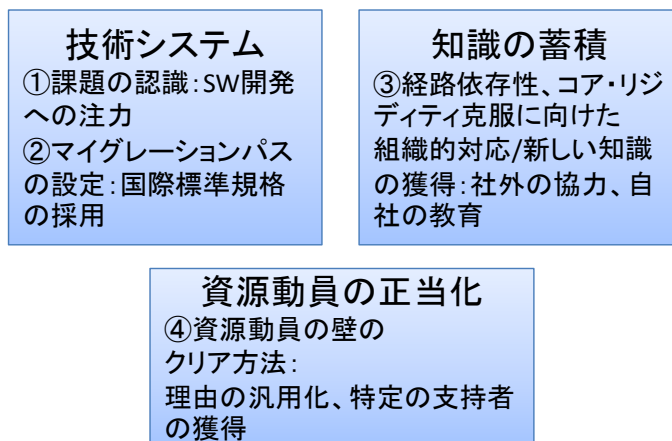 技術システム
①課題の認識：SW開発
への注力
②マイグレーションパス
の設定：国際標準規格
の採用
知識の蓄積
③経路依存性、コア・リジ
ディティ克服に向けた
組織的対応/新しい知識
の獲得：社外の協力、自
社の教育
資源動員の正当化
④資源動員の壁の
クリア方法：
理由の汎用化、特定の支持者
の獲得